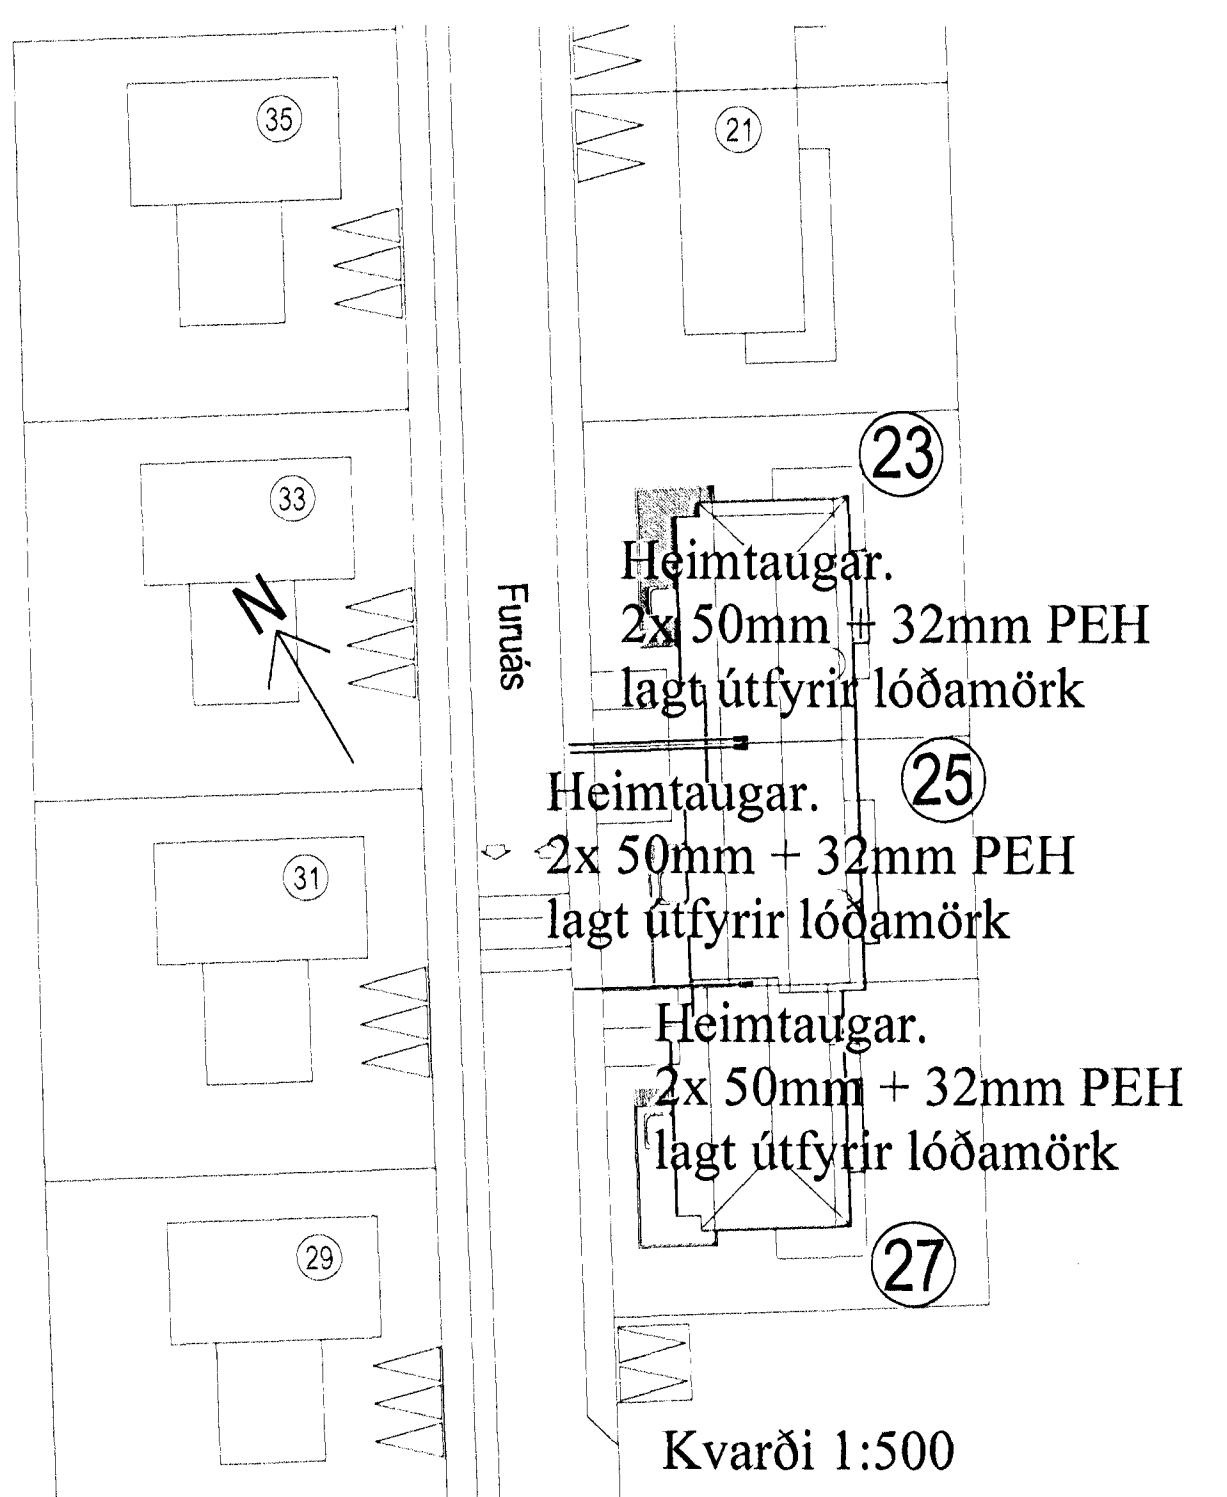 35
21
23
33
N
Furuás
Heimtaugar.
2x 50mm + 32mm PEH
lagt útfyrir lóðamörk
25
Heimtaugar.
2x 50mm + 32mm PEH
lagt útfyrir lóðamörk
31
Heimtaugar.
2x 50mm + 32mm PEH
lagt útfyrir lóðamörk
29
27
Kvarði 1:500